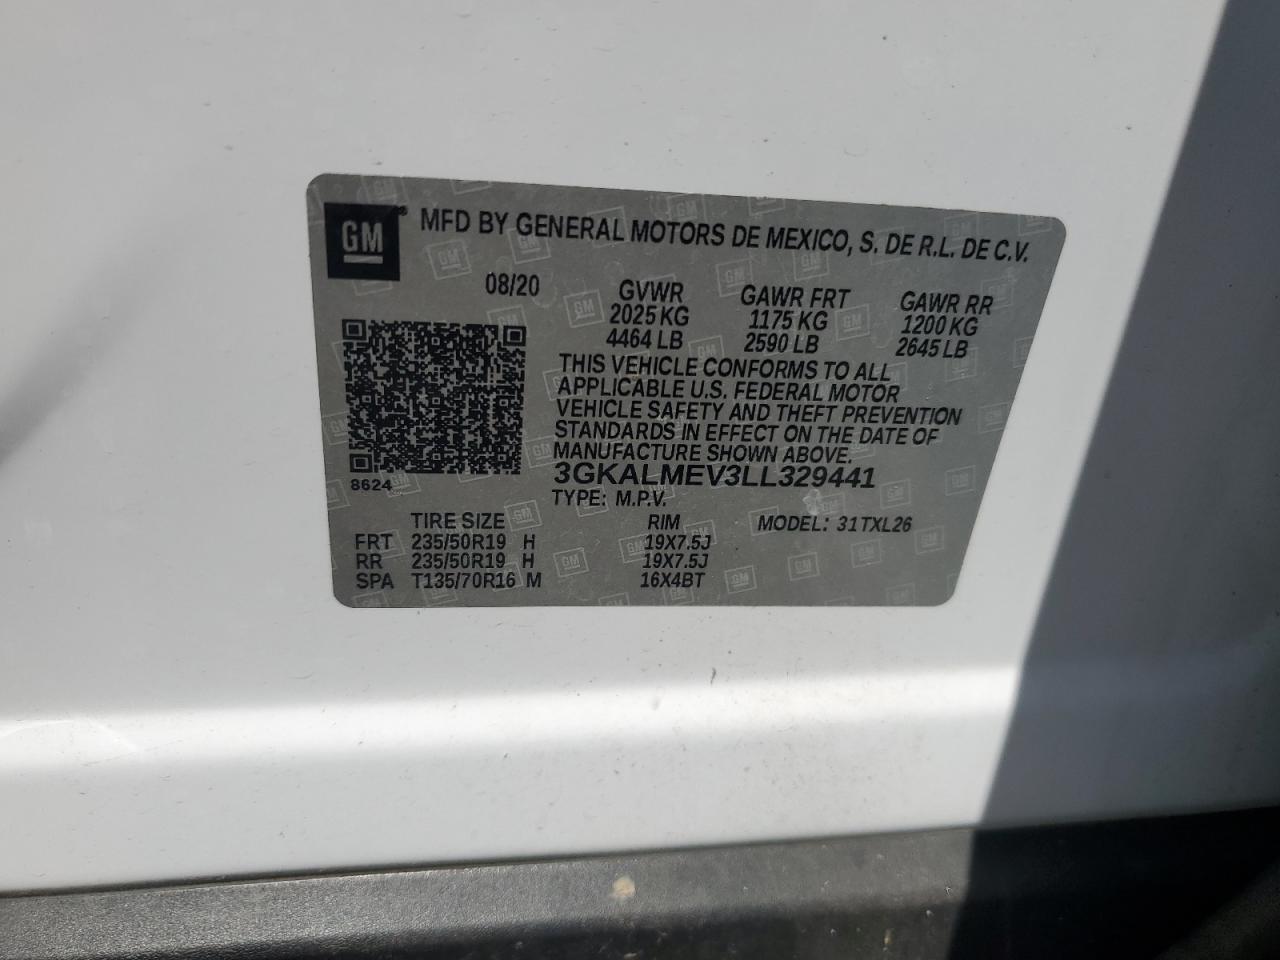 GM® MFD BY GENERAL MOTORS DE MEXICO, S. DE R.L. DE C.V.
08/20 GVWR GAWR FRT GAWR RR
2025 KG 1175 KG 1200 KG
4464 LB 2590 LB 2645 LB
THIS VEHICLE CONFORMS TO ALL
APPLICABLE U.S. FEDERAL MOTOR
VEHICLE SAFETY AND THEFT PREVENTION
STANDARDS IN EFFECT ON THE DATE OF
MANUFACTURE SHOWN ABOVE.
8624 3GKALMEV3LL329441
TYPE: M.P.V.
TIRE SIZE RIM MODEL: 31TXL26
FRT 235/50R19 H 19X7.5J
RR 235/50R19 H 19X7.5J
SPA T135/70R16 M 16X4BT